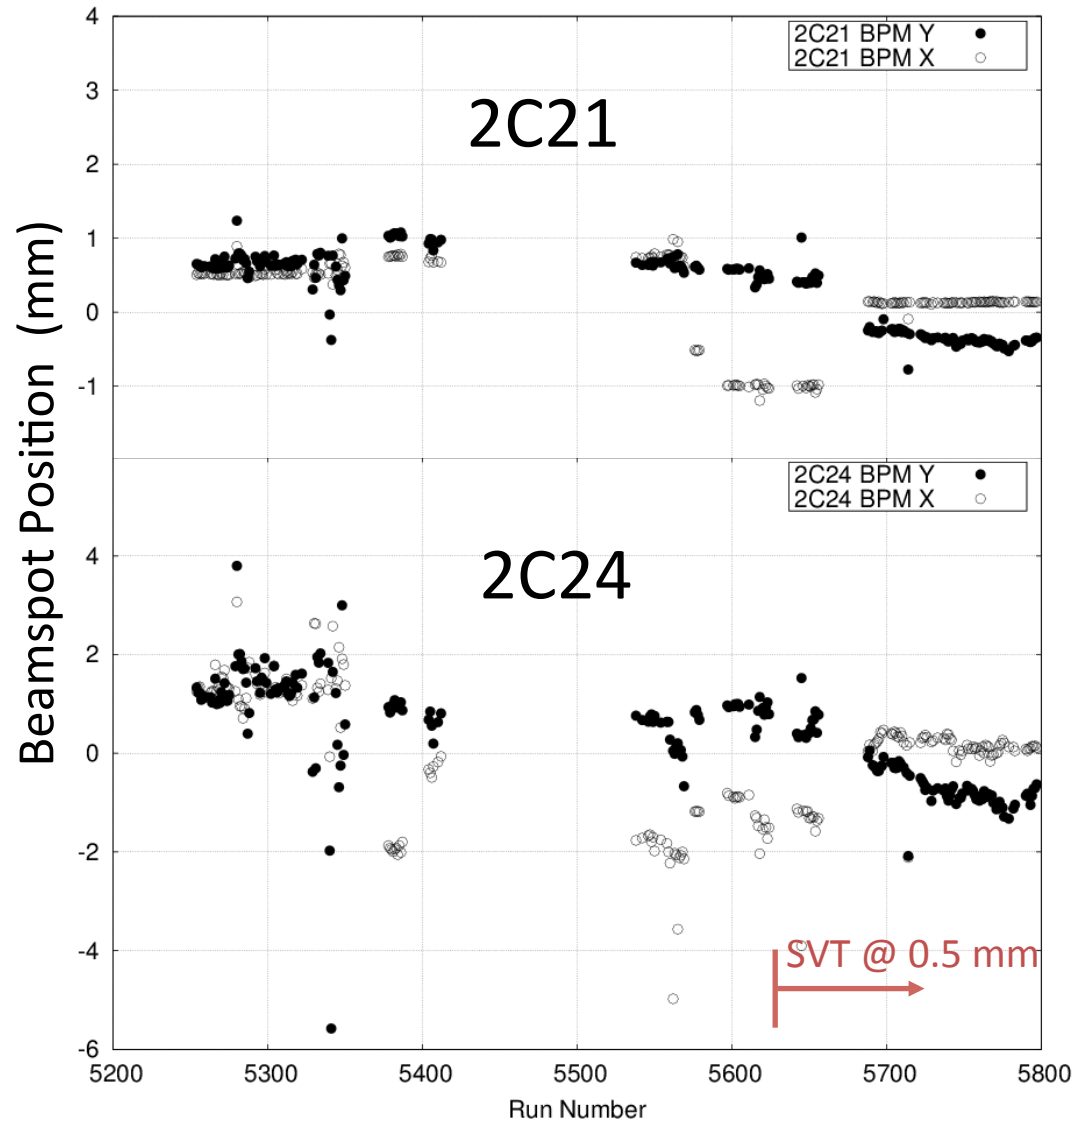 4
3
2
1
0
-1
2C21 BPM Y
2C21 BPM X
2C21
Beamspot Position (mm)
2C24 BPM Y
2C24 BPM X
2C24
4
2
0
-2
-4
-6
SVT @ 0.5 mm
5200 5300 5400 5500 5600 5700 5800
Run Number